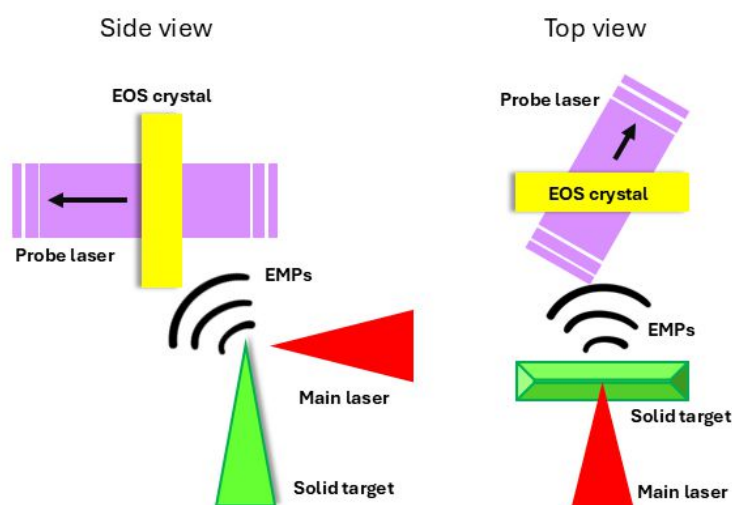 Side view
EOS crystal
Probe laser
EMPs
Main laser
Solid target
Top view
Probe laser
EOS crystal
EMPs
Solid target
Main laser